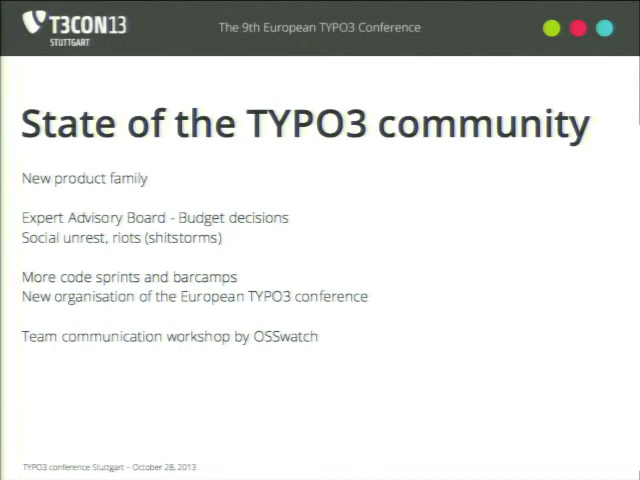 T3CON13
STUTTGART
The 9th European TYPO3 Conference
State of the TYPO3 community
New product family
Expert Advisory Board - Budget decisions
Social unrest, riots (shitstorms)
More code sprints and barcamps
New organisation of the European TYPO3 conference
Team communication workshop by OSSwatch
TYPO3 conference Stuttgart – October 28, 2013